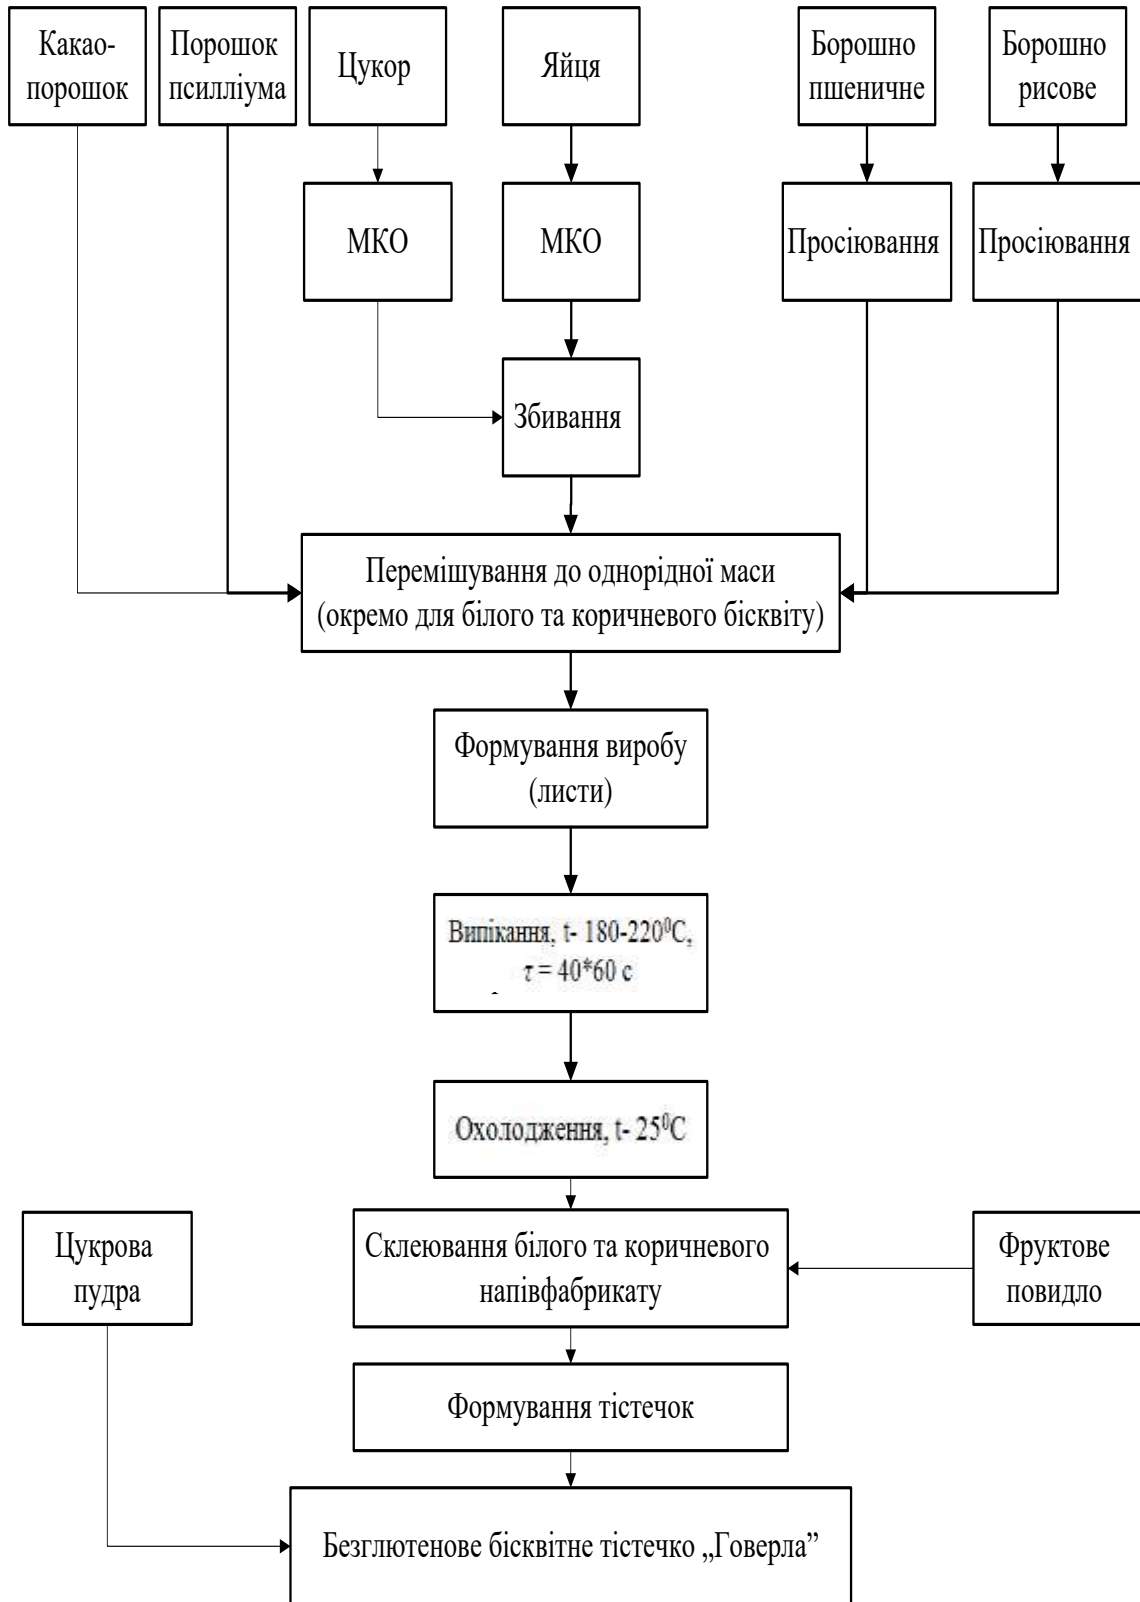 Какао-
порошок
Порошок
псилліума
Цукор
Яйця
Борошно
пшеничне
Борошно
рисове
МКО
МКО
Просіювання
Просіювання
Збивання
Перемішування до однорідної маси
(окремо для білого та коричневого бісквіту)
Формування виробу
(листи)
Випікання, t- 180-220⁰С,
τ = 40*60 с
Охолодження, t- 25⁰С
Цукрова
пудра
Склеювання білого та коричневого
напівфабрикату
Фруктове
повидло
Формування тістечок
Безглютенове бісквітне тістечко „Говерла”